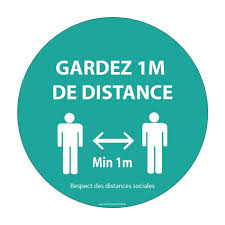 GARDEZ 1M
DE DISTANCE
Min 1m
Respect des distances sociales